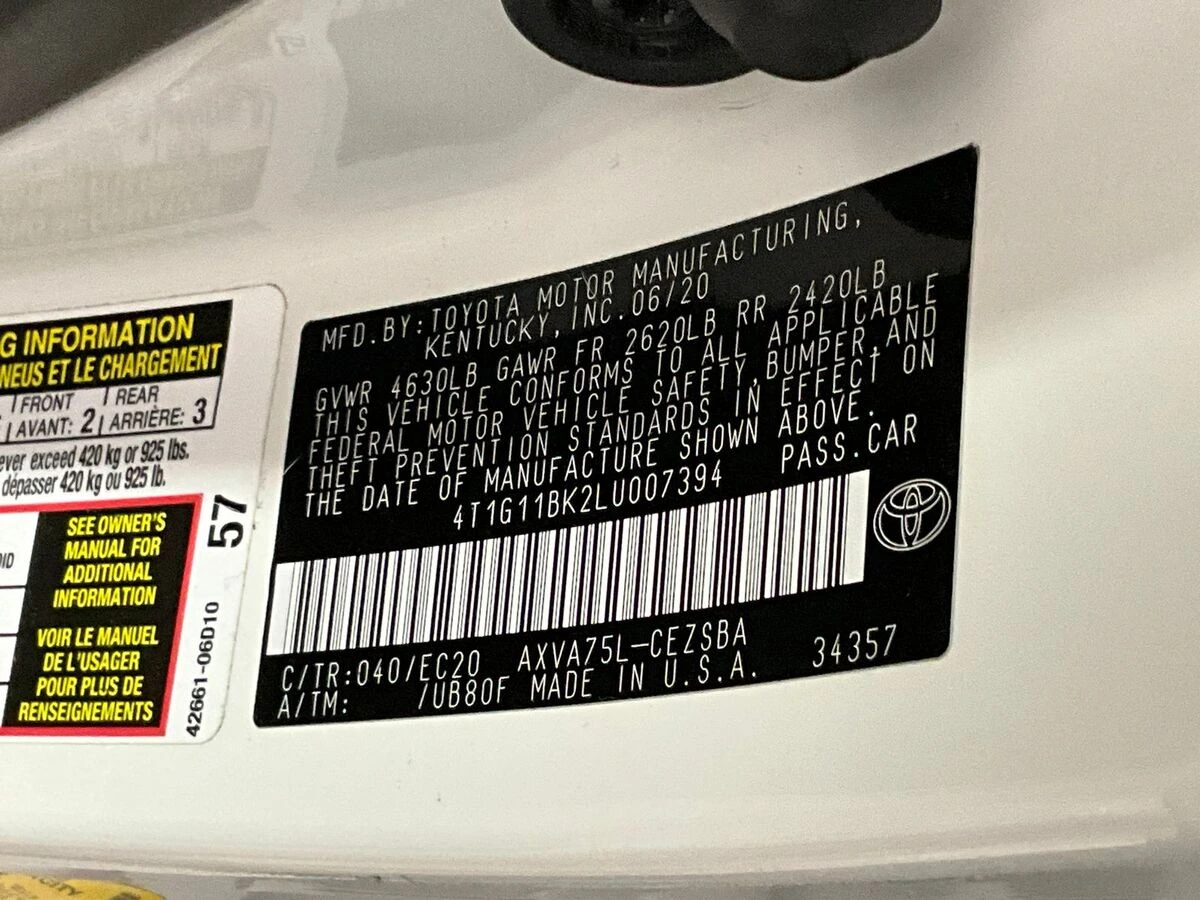 G INFORMATION
NEUS ET LE CHARGEMENT
FRONT REAR
AVANT: 2 ARRIÈRE: 3
ever exceed 420 kg or 925 lbs.
dépasser 420 kg ou 925 lb.
SEE OWNER'S
MANUAL FOR
ADDITIONAL
INFORMATION
VOIR LE MANUEL
DE L'USAGER
POUR PLUS DE
RENSEIGNEMENTS
57
42661-06D10
MFD.BY:TOYOTA MOTOR MANUFACTURING,
KENTUCKY,INC.06/20
GVWR 4630LB GAWR FR 2620LB RR 2420LB
THIS VEHICLE CONFORMS TO ALL APPLICABLE
FEDERAL MOTOR VEHICLE SAFETY,BUMPER,AND
THEFT PREVENTION STANDARDS IN EFFECT ON
THE DATE OF MANUFACTURE SHOWN ABOVE.
4T1G11BK2LU007394 PASS.CAR
C/TR:040/EC20 AXVA75L-CEZSBA
A/TM: /UB80F MADE IN U.S.A. 34357